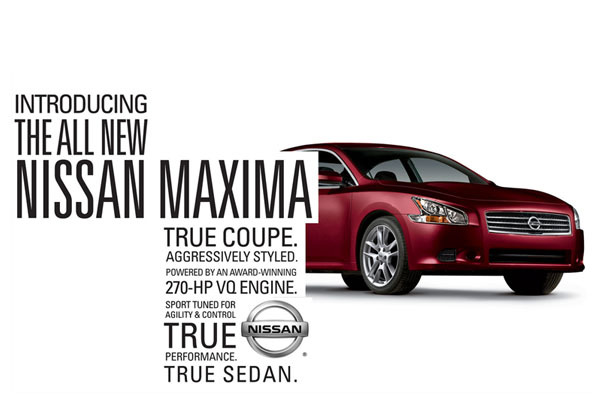 INTRODUCING
THE ALL NEW
NISSAN MAXIMA
TRUE COUPE.
AGGRESSIVELY STYLED.
POWERED BY AN AWARD-WINNING
270-HP VQ ENGINE.
SPORT TUNED FOR
AGILITY & CONTROL
TRUE
NISSAN
®
PERFORMANCE.
TRUE SEDAN.